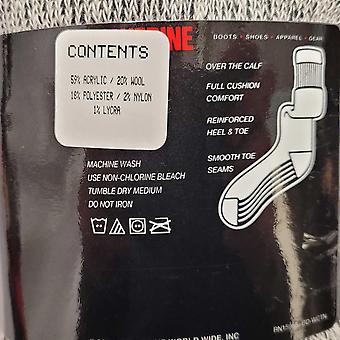 CONTENTS
59% ACRYLIC / 20% WOOL
18% POLYESTER / 2% NYLON
1% LYCRA
BOOTS • SHOES • APPAREL • GEAR
OVER THE CALF
FULL CUSHION
COMFORT
REINFORCED
HEEL & TOE
SMOOTH TOE
SEAMS
MACHINE WASH
USE NON-CHLORINE BLEACH
TUMBLE DRY MEDIUM
DO NOT IRON
WORLD WIDE, INC